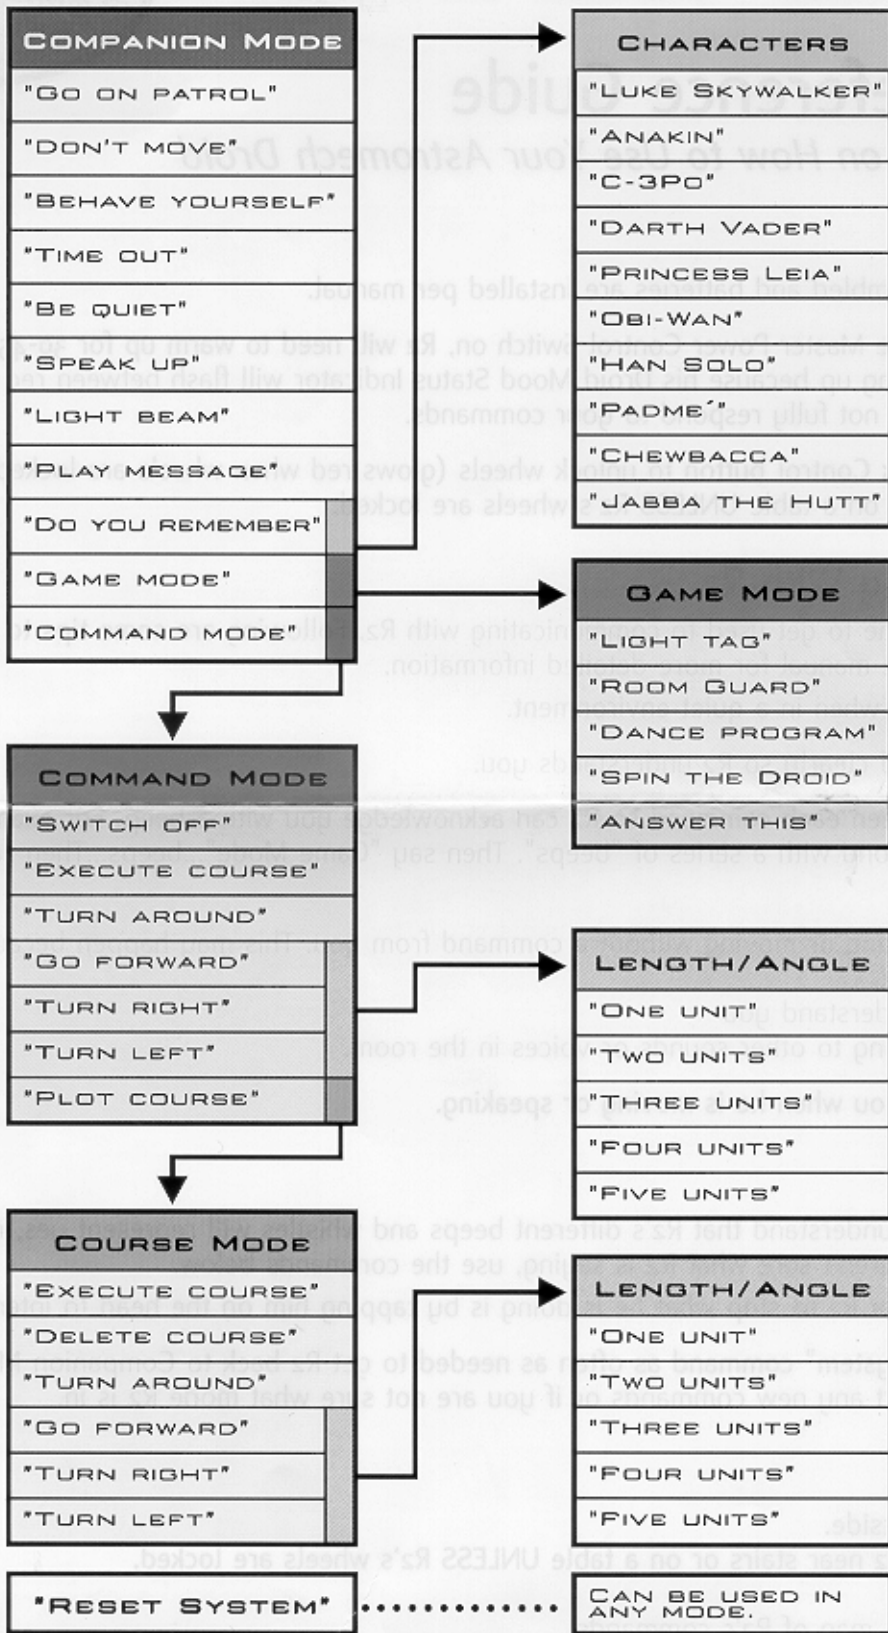 COMPANION MODE
"GO ON PATROL"
"DON'T MOVE"
"BEHAVE YOURSELF"
"TIME OUT"
"BE QUIET"
"SPEAK UP"
"LIGHT BEAM"
"PLAY MESSAGE"
"DO YOU REMEMBER"
"GAME MODE"
"COMMAND MODE"
CHARACTERS
"LUKE SKYWALKER"
"ANAKIN"
"C-3PO"
"DARTH VADER"
"PRINCESS LEIA"
"OBI-WAN"
"HAN SOLO"
"PADME´"
"CHEWBACCA"
"JABBA THE HUTT"
GAME MODE
"LIGHT TAG"
"ROOM GUARD"
"DANCE PROGRAM"
"SPIN THE DROID"
"ANSWER THIS"
COMMAND MODE
"SWITCH OFF"
"EXECUTE COURSE"
"TURN AROUND"
"GO FORWARD"
"TURN RIGHT"
"TURN LEFT"
"PLOT COURSE"
LENGTH/ANGLE
"ONE UNIT"
"TWO UNITS"
"THREE UNITS"
"FOUR UNITS"
"FIVE UNITS"
COURSE MODE
"EXECUTE COURSE"
"DELETE COURSE"
"TURN AROUND"
"GO FORWARD"
"TURN RIGHT"
"TURN LEFT"
LENGTH/ANGLE
"ONE UNIT"
"TWO UNITS"
"THREE UNITS"
"FOUR UNITS"
"FIVE UNITS"
"RESET SYSTEM"
CAN BE USED IN
ANY MODE.